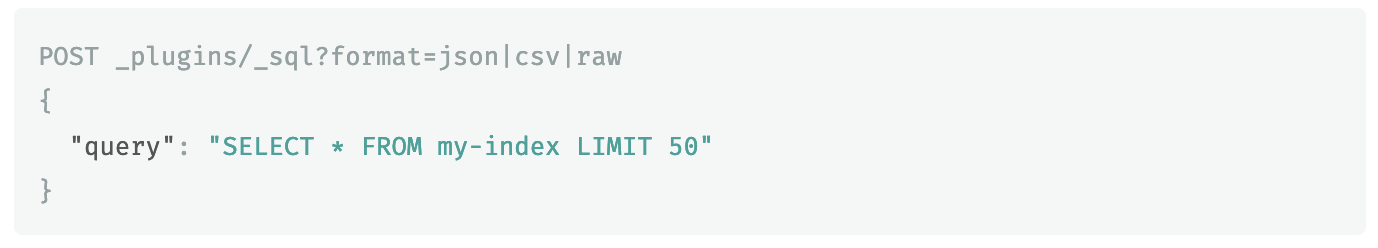 POST _plugins/_sql?format=json|csv|raw
{
  "query": "SELECT * FROM my-index LIMIT 50"
}